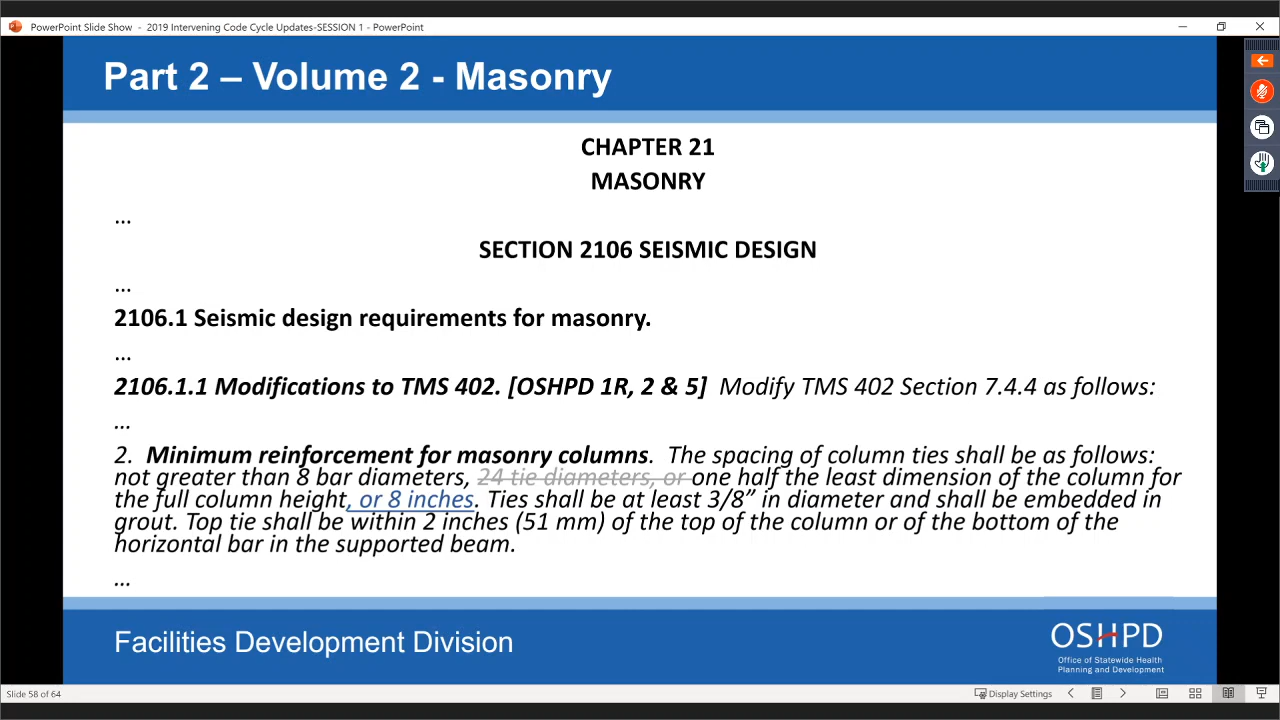 PowerPoint Slide Show - 2019 Intervening Code Cycle Updates-SESSION 1 - PowerPoint
Part 2 – Volume 2 - Masonry
CHAPTER 21
MASONRY
...
SECTION 2106 SEISMIC DESIGN
...
2106.1 Seismic design requirements for masonry.
...
2106.1.1 Modifications to TMS 402. [OSHPD 1R, 2 & 5] Modify TMS 402 Section 7.4.4 as follows:
...
2. Minimum reinforcement for masonry columns. The spacing of column ties shall be as follows:
not greater than 8 bar diameters, 24 tie diameters, or one half the least dimension of the column for
the full column height, or 8 inches. Ties shall be at least 3/8” in diameter and shall be embedded in
grout. Top tie shall be within 2 inches (51 mm) of the top of the column or of the bottom of the
horizontal bar in the supported beam.
...
Facilities Development Division
OSHPD
Office of Statewide Health
Planning and Development
Slide 58 of 64
Display Settings